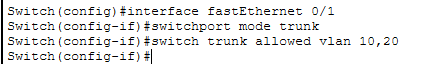 Switch(config)#interface fastEthernet 0/1
Switch(config-if)#switchport mode trunk
Switch(config-if)#switch trunk allowed vlan 10,20
Switch(config-if)#